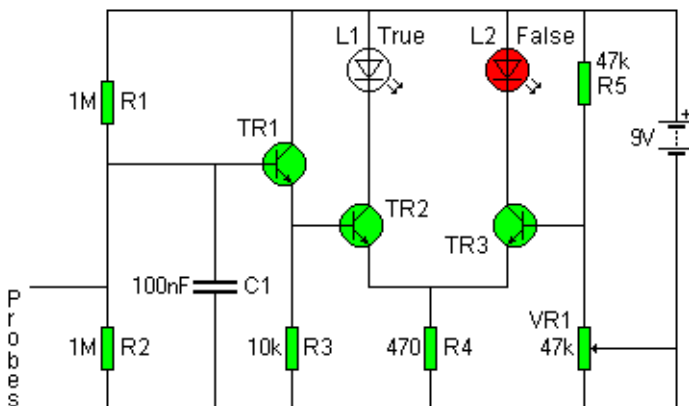 L1 True
L2 False
47k
R5
1M R1
TR1
9V
+
TR2
TR3
100nF C1
Probes
1M R2
10k R3
470 R4
VR1
47k